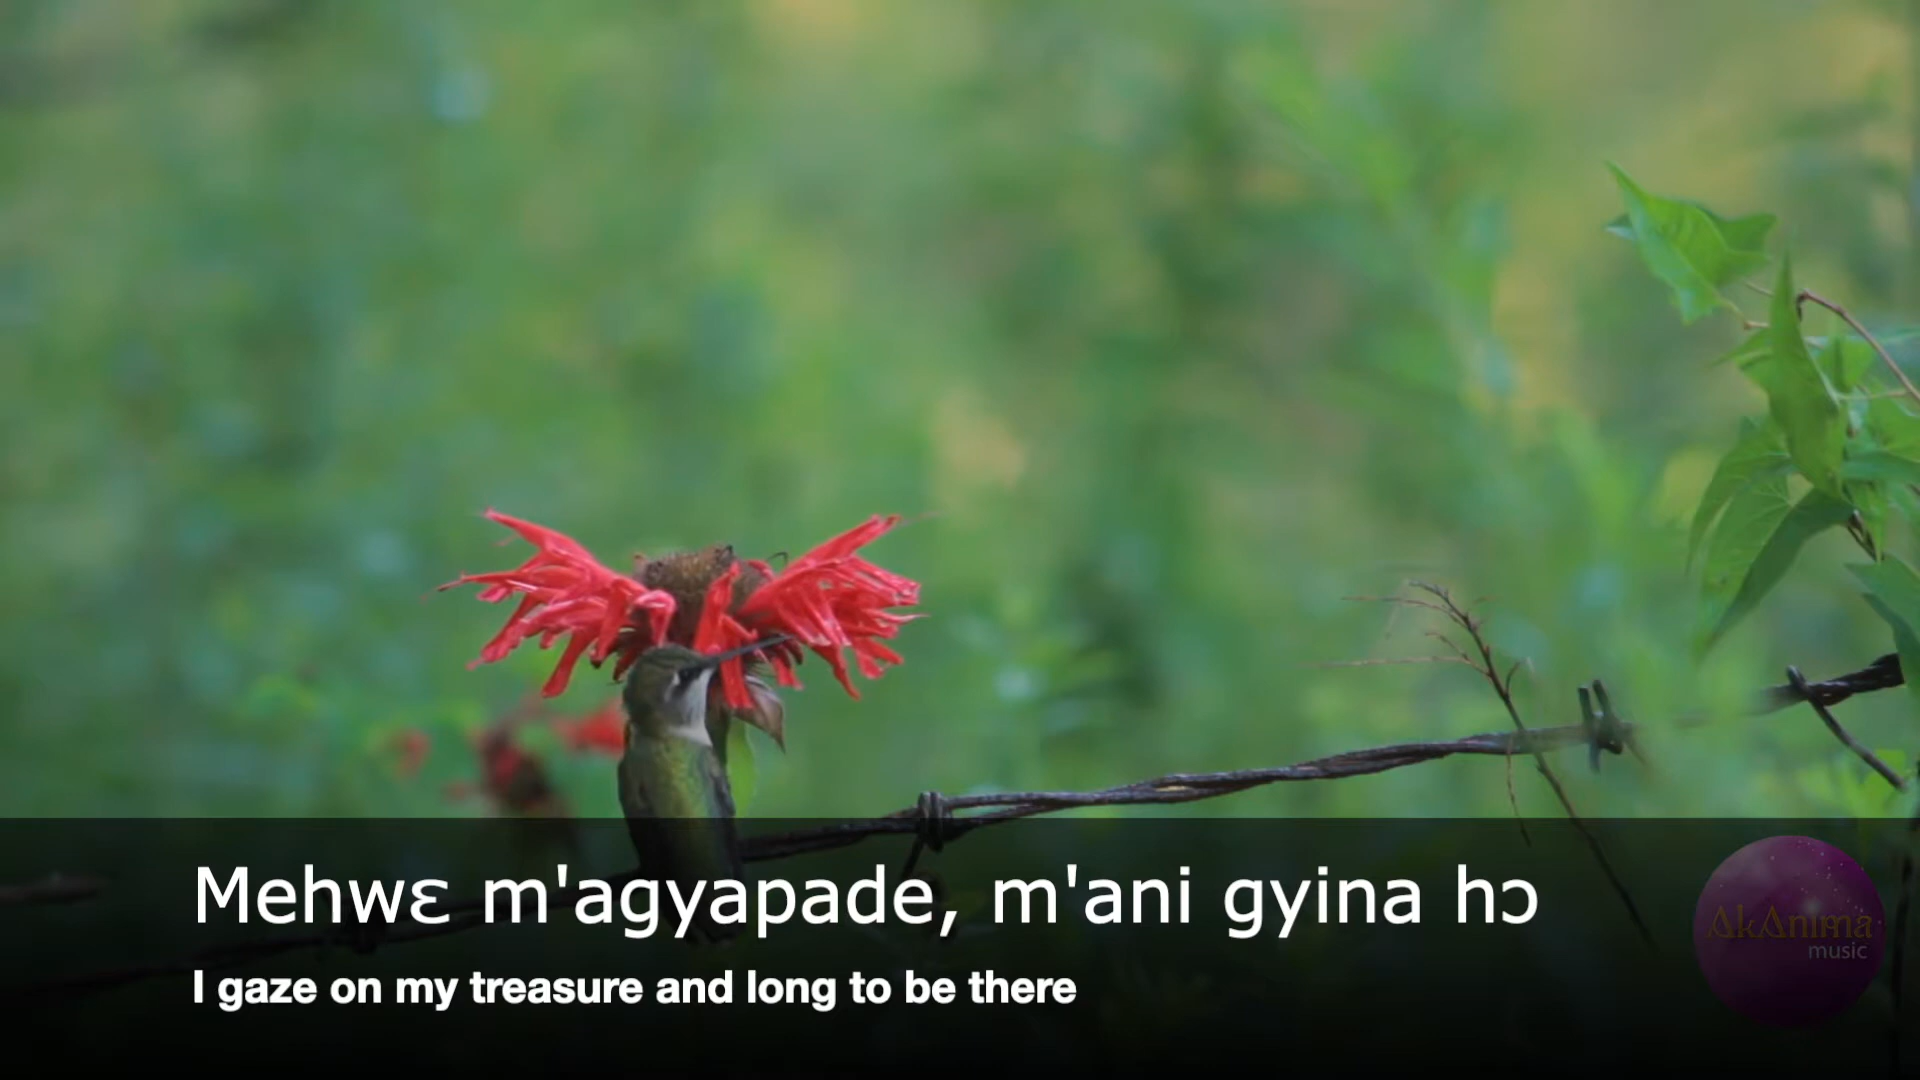 Mehwɛ m'agyapade, m'ani gyina hɔ
I gaze on my treasure and long to be there
AkAnima
music